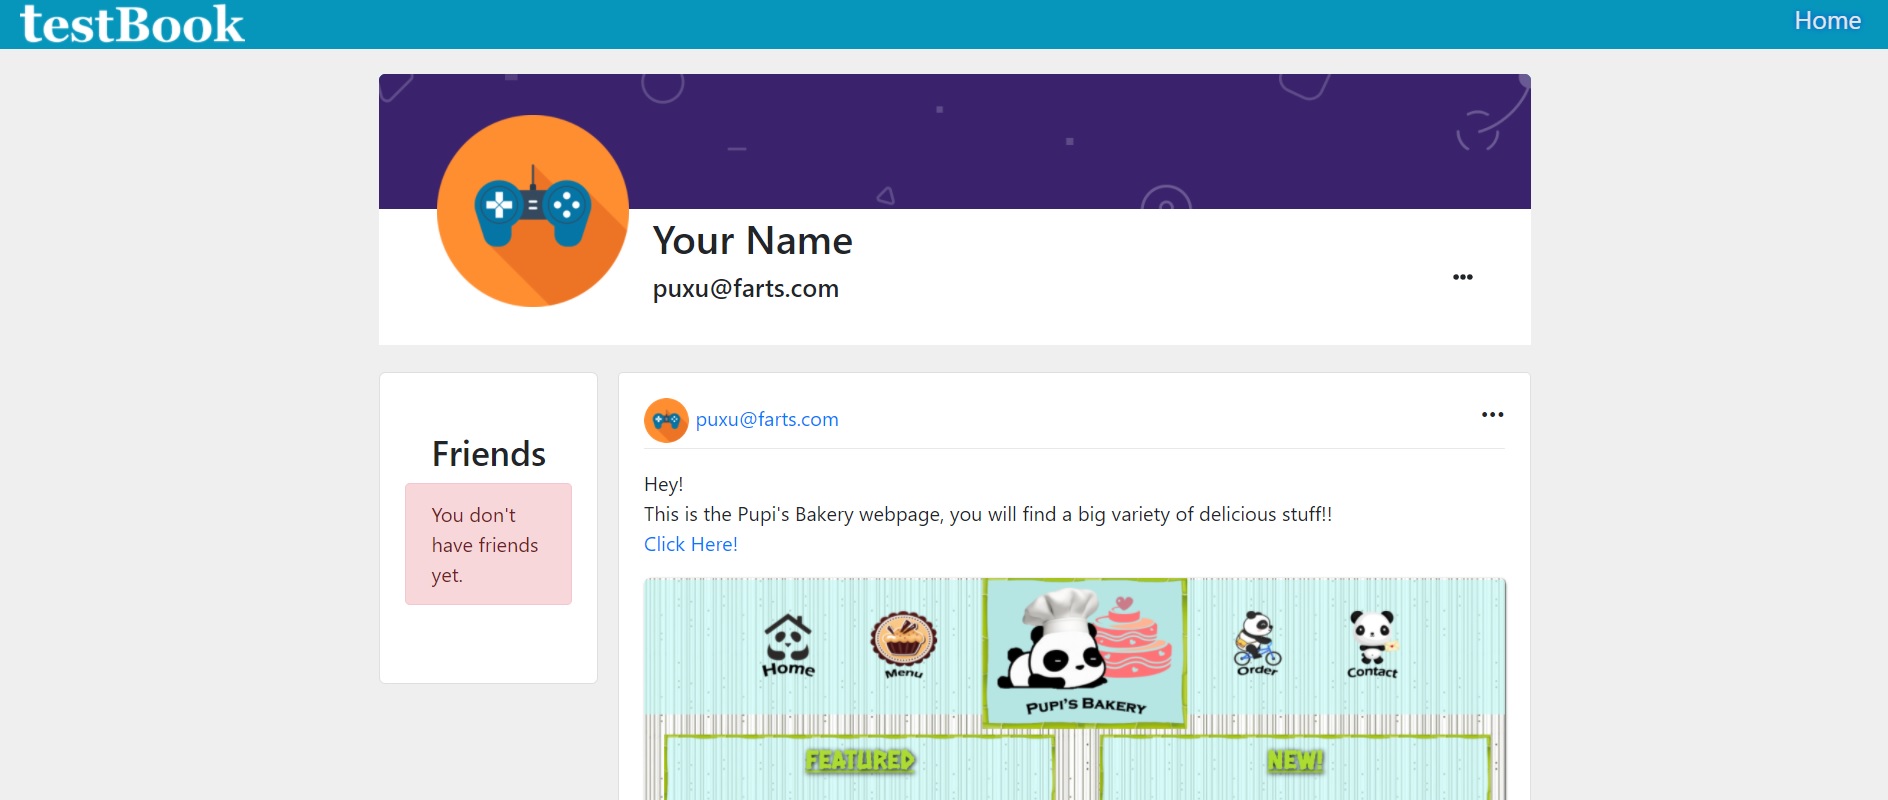 testBook
Home
Your Name
puxu@farts.com
Friends
You don't
have friends
yet.
puxu@farts.com
Hey!
This is the Pupi's Bakery webpage, you will find a big variety of delicious stuff!!
Click Here!
Home
Menu
PUPI'S BAKERY
Order
Contact
FEATURED
NEW!